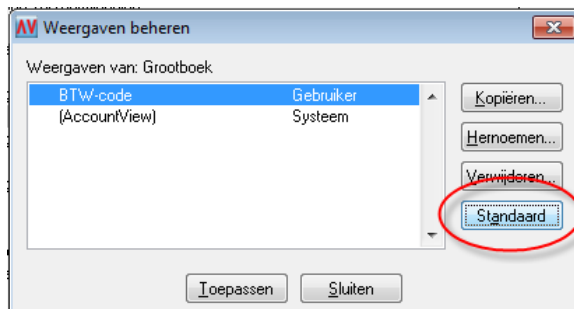 AV Weergaven beheren
Weergaven van: Grootboek
BTW-code Gebruiker
(AccountView) Systeem
Kopiëren...
Hernoemen...
Verwijderen...
Standaard
Toepassen Sluiten